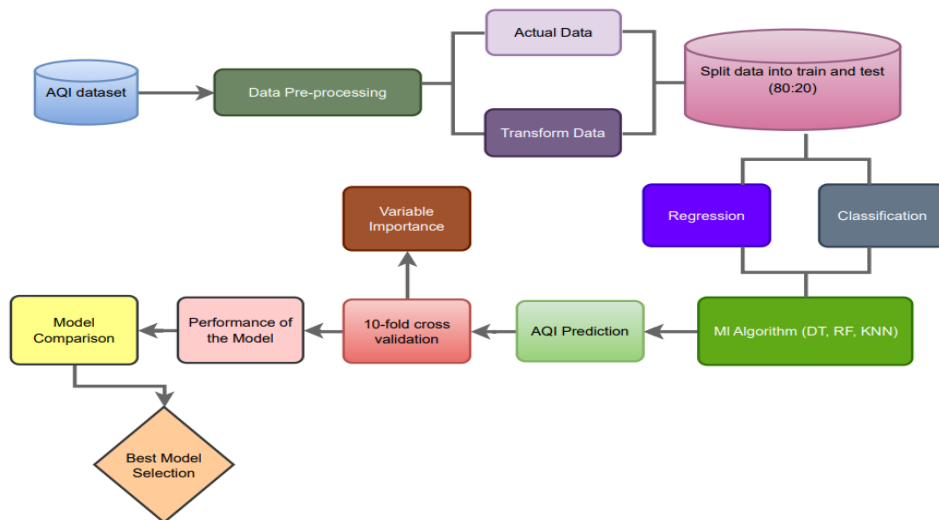 AQI dataset
Data Pre-processing
Actual Data
Transform Data
Split data into train and test
(80:20)
Regression
Classification
Ml Algorithm (DT, RF, KNN)
AQI Prediction
10-fold cross
validation
Variable
Importance
Performance of
the Model
Model
Comparison
Best Model
Selection